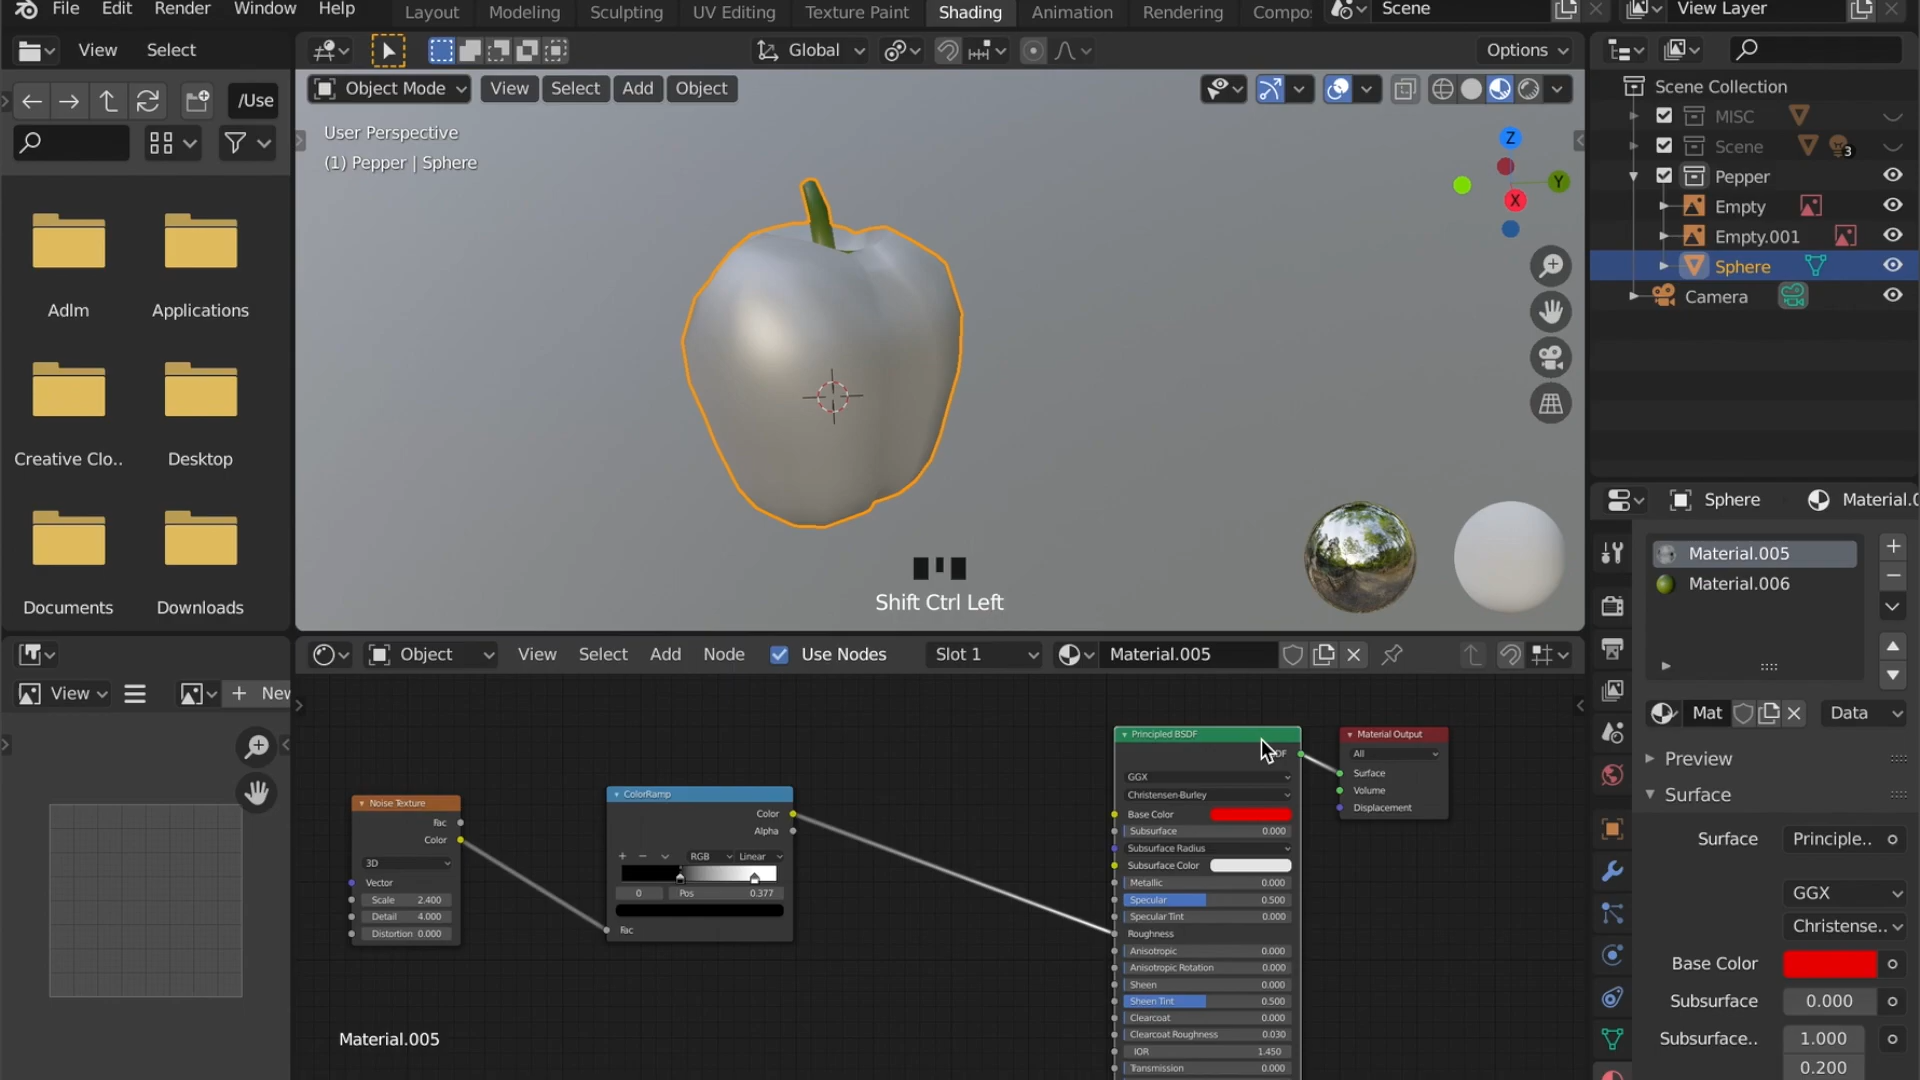 File Edit Render Window Help Layout Modeling Sculpting UV Editing Texture Paint Shading Animation Rendering Compo Scene View Layer
View Select Global Options
Object Mode View Select Add Object
/Use
User Perspective
(1) Pepper | Sphere
Z
Y
X
Scene Collection
MISC
Scene 3
Pepper
Empty
Empty.001
Sphere
Camera
Adlm Applications
Creative Clo.. Desktop
Documents Downloads
Shift Ctrl Left
Sphere Material.0
Material.005
Material.006
Mat Data
Preview
Surface
Surface Principle..
GGX
Christense..
Base Color
Subsurface 0.000
Subsurface.. 1.000
0.200
Object View Select Add Node Use Nodes Slot 1 Material.005
View New
Noise Texture
Fac
Color
3D
Vector
Scale 2.400
Detail 4.000
Distortion 0.000
ColorRamp
Color
Alpha
RGB Linear
0 Pos 0.377
Fac
Principled BSDF
DF
GGX
Christensen-Burley
Base Color
Subsurface 0.000
Subsurface Radius
Subsurface Color
Metallic 0.000
Specular 0.500
Specular Tint 0.000
Roughness
Anisotropic 0.000
Anisotropic Rotation 0.000
Sheen 0.000
Sheen Tint 0.500
Clearcoat 0.000
Clearcoat Roughness 0.030
IOR 1.450
Transmission 0.000
Material Output
All
Surface
Volume
Displacement
Material.005